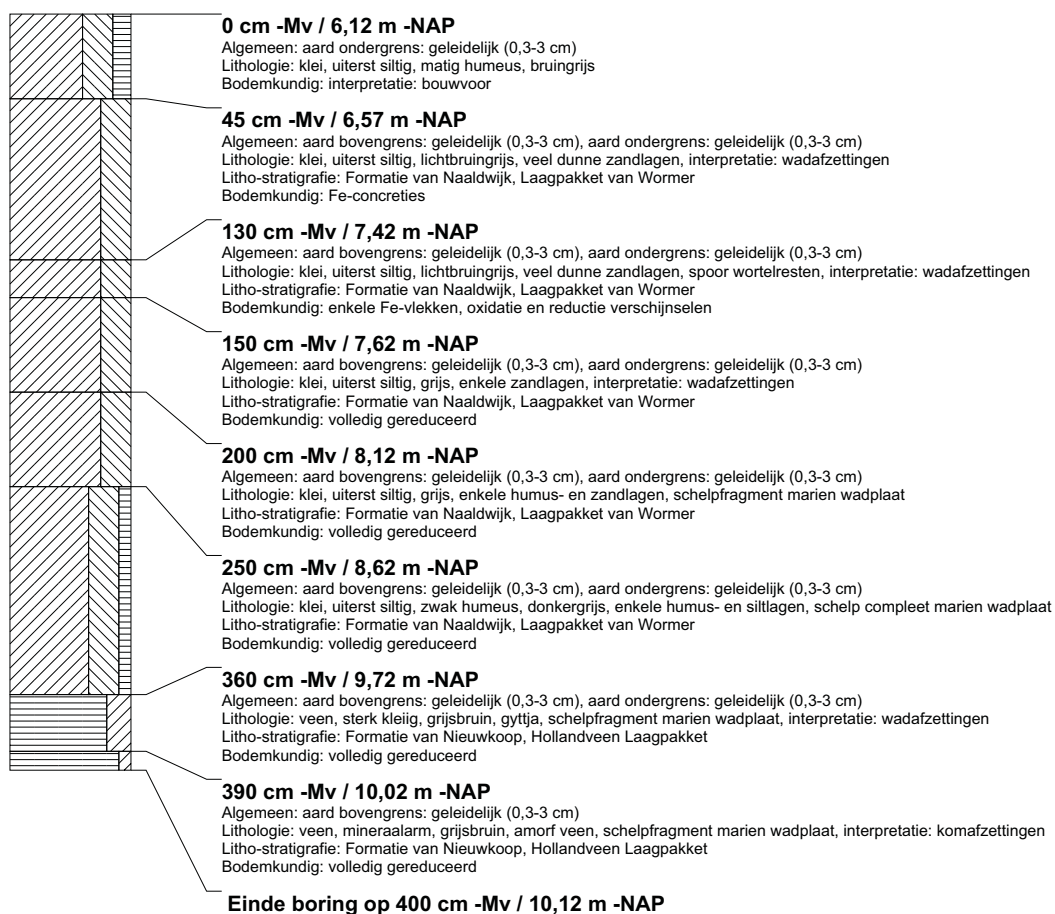 0 cm -Mv / 6,12 m -NAP
Algemeen: aard ondergrens: geleidelijk (0,3-3 cm)
Lithologie: klei, uiterst siltig, matig humeus, bruingrijs
Bodemkundig: interpretatie: bouwvoor
45 cm -Mv / 6,57 m -NAP
Algemeen: aard bovengrens: geleidelijk (0,3-3 cm), aard ondergrens: geleidelijk (0,3-3 cm)
Lithologie: klei, uiterst siltig, lichtbruingrijs, veel dunne zandlagen, interpretatie: wadafzettingen
Litho-stratigrafie: Formatie van Naaldwijk, Laagpakket van Wormer
Bodemkundig: Fe-concreties
130 cm -Mv / 7,42 m -NAP
Algemeen: aard bovengrens: geleidelijk (0,3-3 cm), aard ondergrens: geleidelijk (0,3-3 cm)
Lithologie: klei, uiterst siltig, lichtbruingrijs, veel dunne zandlagen, spoor wortelresten, interpretatie: wadafzettingen
Litho-stratigrafie: Formatie van Naaldwijk, Laagpakket van Wormer
Bodemkundig: enkele Fe-vlekken, oxidatie en reductie verschijnselen
150 cm -Mv / 7,62 m -NAP
Algemeen: aard bovengrens: geleidelijk (0,3-3 cm), aard ondergrens: geleidelijk (0,3-3 cm)
Lithologie: klei, uiterst siltig, grijs, enkele zandlagen, interpretatie: wadafzettingen
Litho-stratigrafie: Formatie van Naaldwijk, Laagpakket van Wormer
Bodemkundig: volledig gereduceerd
200 cm -Mv / 8,12 m -NAP
Algemeen: aard bovengrens: geleidelijk (0,3-3 cm), aard ondergrens: geleidelijk (0,3-3 cm)
Lithologie: klei, uiterst siltig, grijs, enkele humus- en zandlagen, schelpfragment marien wadplaat
Litho-stratigrafie: Formatie van Naaldwijk, Laagpakket van Wormer
Bodemkundig: volledig gereduceerd
250 cm -Mv / 8,62 m -NAP
Algemeen: aard bovengrens: geleidelijk (0,3-3 cm), aard ondergrens: geleidelijk (0,3-3 cm)
Lithologie: klei, uiterst siltig, zwak humeus, donkergrijs, enkele humus- en siltlagen, schelp compleet marien wadplaat
Litho-stratigrafie: Formatie van Naaldwijk, Laagpakket van Wormer
Bodemkundig: volledig gereduceerd
360 cm -Mv / 9,72 m -NAP
Algemeen: aard bovengrens: geleidelijk (0,3-3 cm), aard ondergrens: geleidelijk (0,3-3 cm)
Lithologie: veen, sterk kleiig, grijsbruin, gyttja, schelpfragment marien wadplaat, interpretatie: wadafzettingen
Litho-stratigrafie: Formatie van Nieuwkoop, Hollandveen Laagpakket
Bodemkundig: volledig gereduceerd
390 cm -Mv / 10,02 m -NAP
Algemeen: aard bovengrens: geleidelijk (0,3-3 cm)
Lithologie: veen, mineraalarm, grijsbruin, amorf veen, schelpfragment marien wadplaat, interpretatie: komafzettingen
Litho-stratigrafie: Formatie van Nieuwkoop, Hollandveen Laagpakket
Bodemkundig: volledig gereduceerd
Einde boring op 400 cm -Mv / 10,12 m -NAP